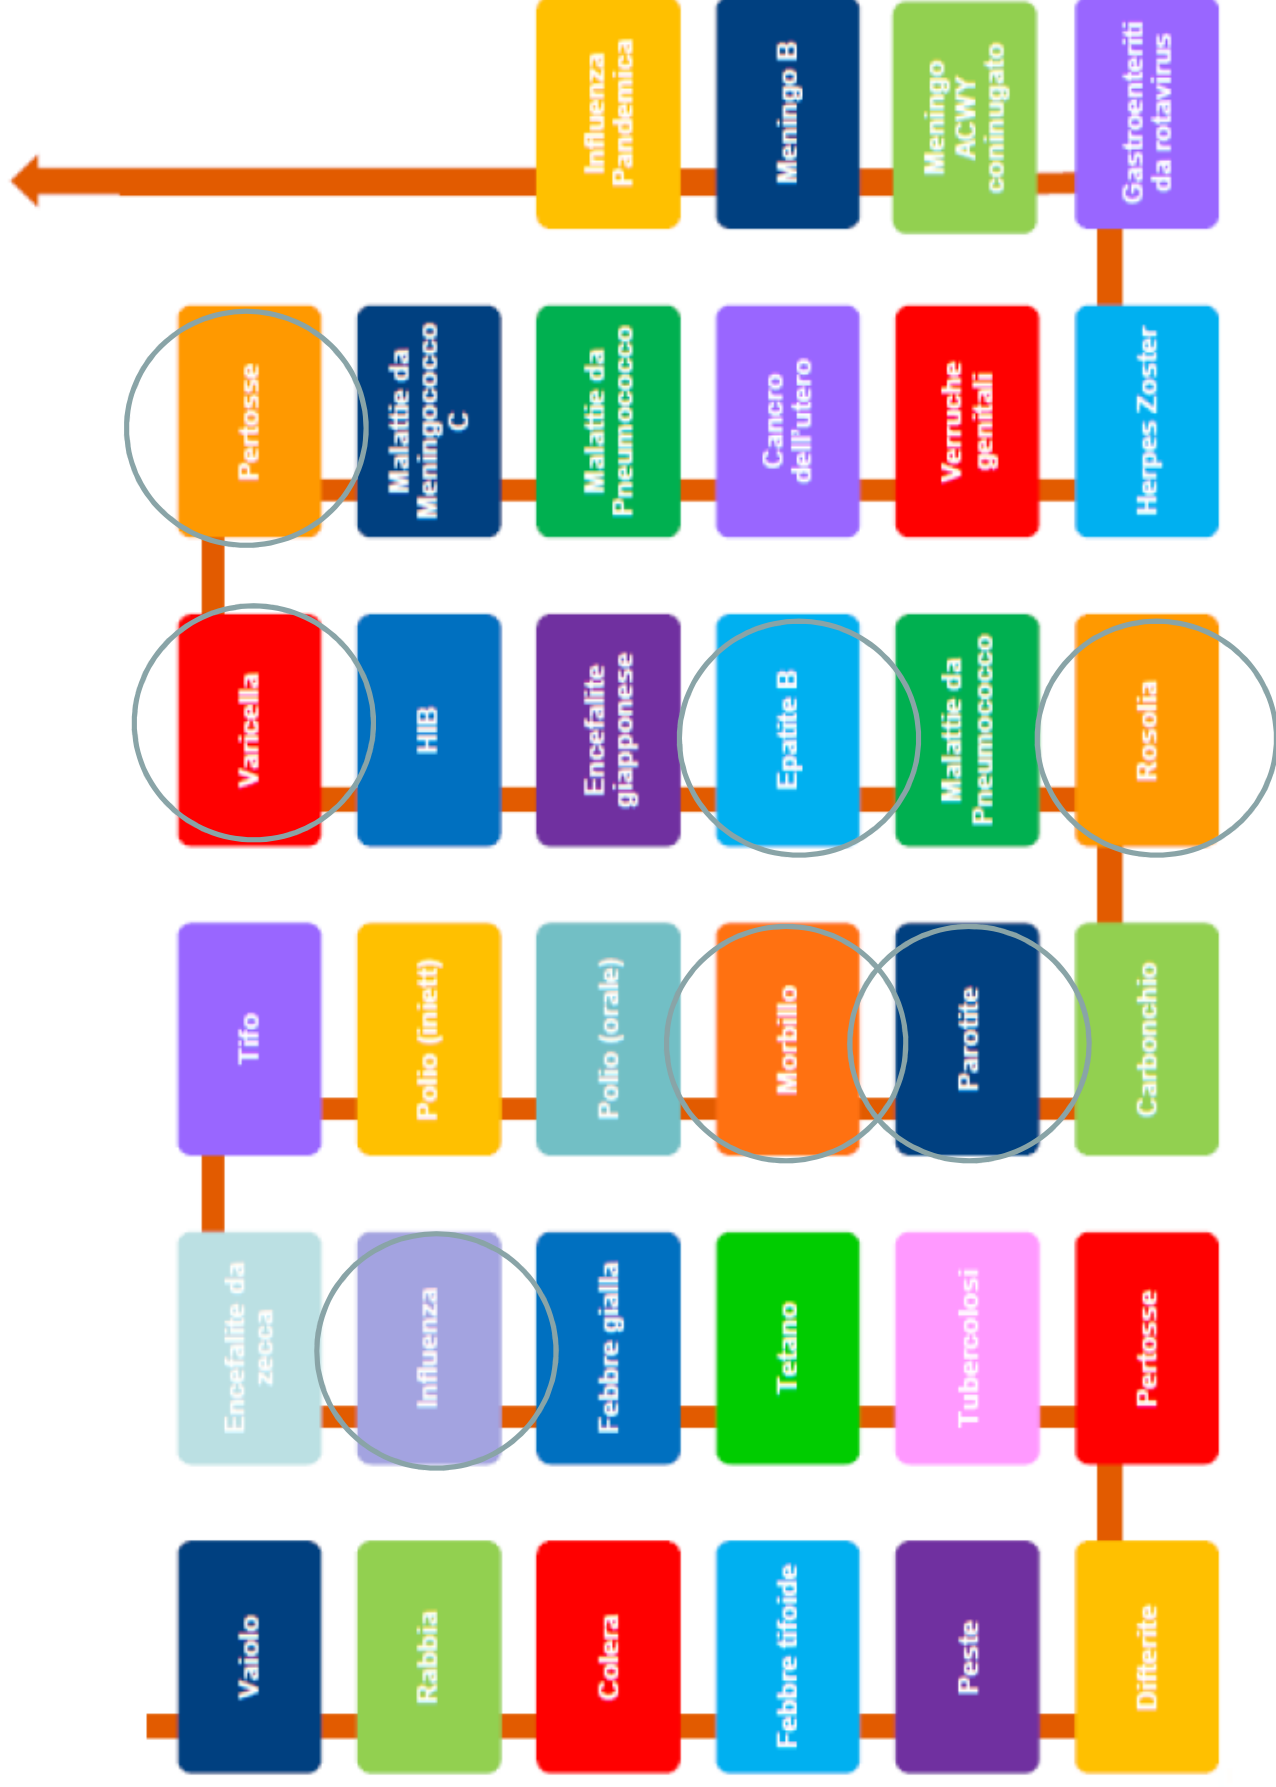 Vaiolo
Rabbia
Colera
Febbre tifoide
Peste
Difterite
Pertosse
Tubercolosi
Tetano
Febbre gialla
Influenza
Encefalite da
zecca
Tifo
Polio (iniett)
Polio (orale)
Morbillo
Parotite
Carbonchio
Rosolia
Malattie da
Pneumococco
Epatite B
Encefalite
giapponese
HIB
Varicella
Pertosse
Malattie da
Meningococco
C
Malattie da
Pneumococco
Cancro
dell'utero
Verruche
genitali
Herpes Zoster
Gastroenteriti
da rotavirus
Meningo
ACWY
coninugato
Meningo B
Influenza
Pandemica